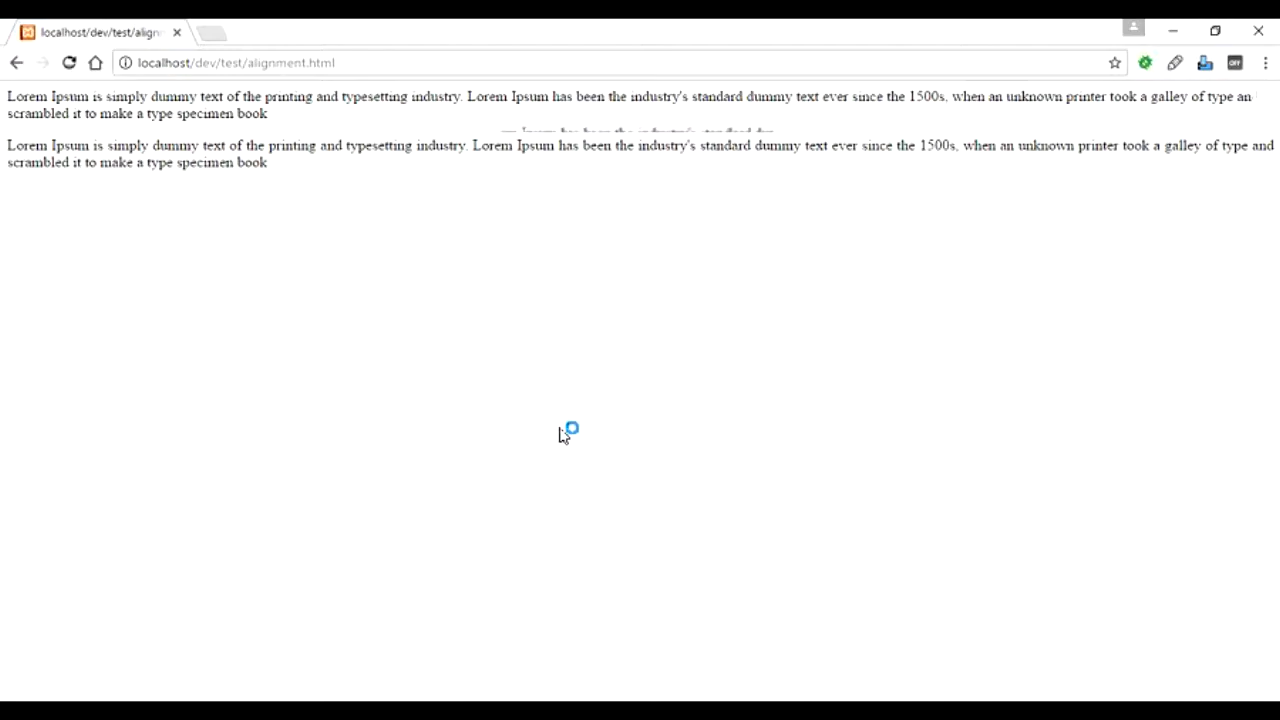 localhost/dev/test/align
localhost/dev/test/alignment.html
OFF
Lorem Ipsum is simply dummy text of the printing and typesetting industry. Lorem Ipsum has been the industry's standard dummy text ever since the 1500s, when an unknown printer took a galley of type an
scrambled it to make a type specimen book
Lorem Ipsum is simply dummy text of the printing and typesetting industry. Lorem Ipsum has been the industry's standard dummy text ever since the 1500s, when an unknown printer took a galley of type and
scrambled it to make a type specimen book